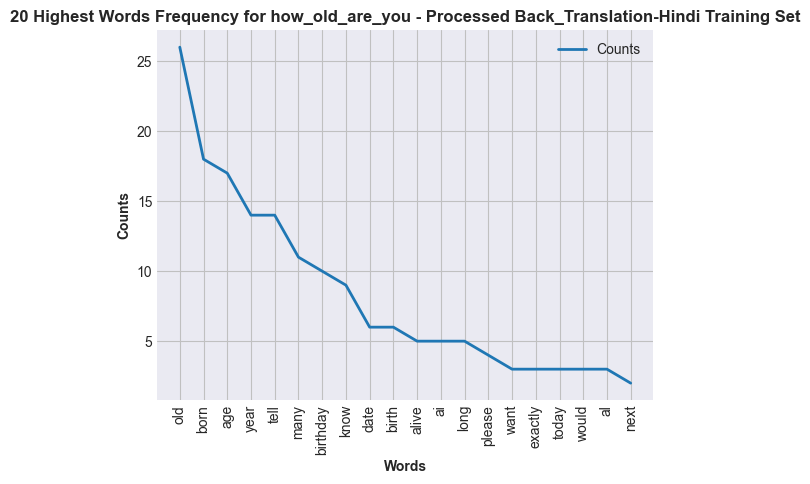 20 Highest Words Frequency for how_old_are_you - Processed Back_Translation-Hindi Training Set
Counts
25
20
15
10
5
Counts
old
born
age
year
tell
many
birthday
know
date
birth
alive
ai
long
please
want
exactly
today
would
al
next
Words